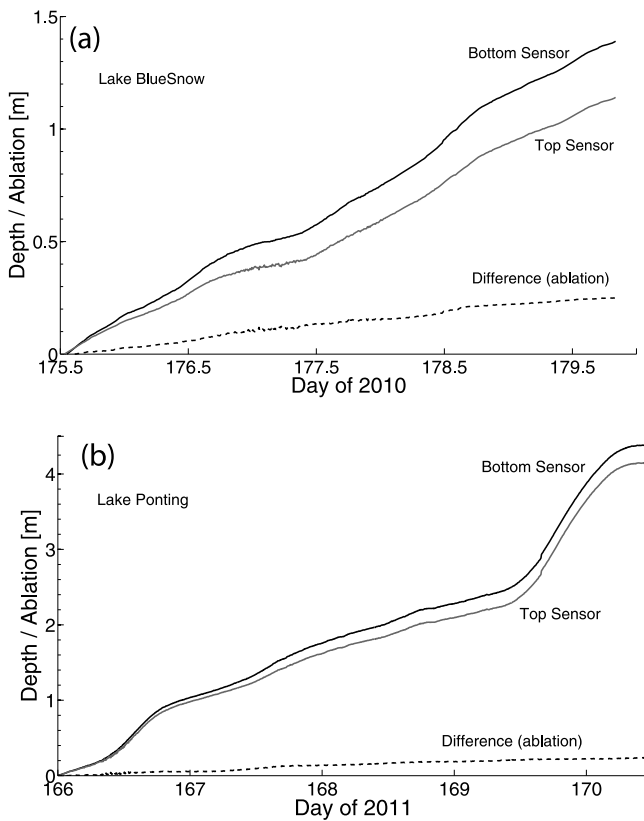 (a)
Lake BlueSnow
Bottom Sensor
Top Sensor
Difference (ablation)
Depth / Ablation [m]
1.5
1
0.5
0
175.5 176.5 177.5 178.5 179.5
Day of 2010
(b)
Lake Ponting
Bottom Sensor
Top Sensor
Difference (ablation)
Depth / Ablation [m]
4
3
2
1
0
166 167 168 169 170
Day of 2011